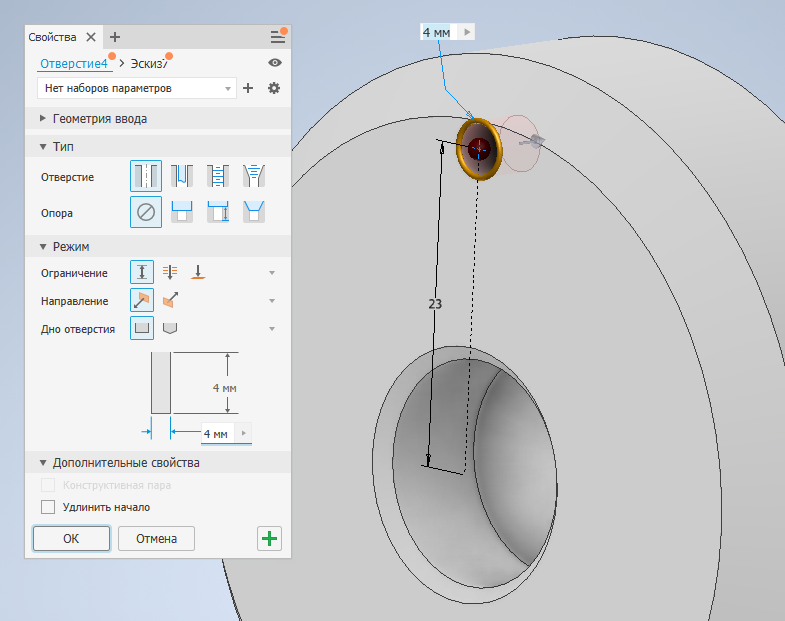 Свойства
Отверстие4 > Эскиз7
Нет наборов параметров
Геометрия ввода
Тип
Отверстие
Опора
Режим
Ограничение
Направление
Дно отверстия
4 мм
4 мм
Дополнительные свойства
Конструктивная пара
Удлинить начало
ОК
Отмена
4 мм
23